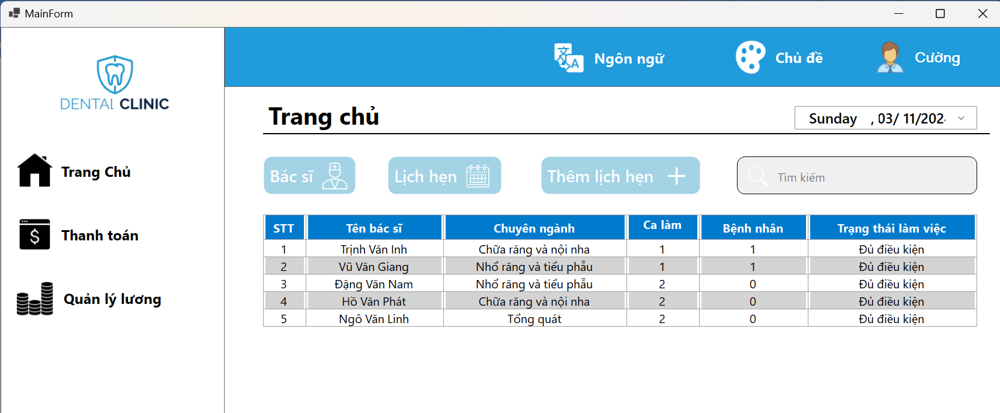 MainForm
DENTAl CLINIC
Ngôn ngữ
Chủ đề
Cường
Trang chủ
Sunday , 03/ 11/202
Trang Chủ
Thanh toán
Quản lý lương
Bác sĩ
Lịch hẹn
Thêm lịch hẹn
Tìm kiếm
STT Tên bác sĩ Chuyên ngành Ca làm Bệnh nhân Trạng thái làm việc
1 Trịnh Văn Inh Chữa răng và nội nha 1 1 Đủ điều kiện
2 Vũ Văn Giang Nhổ răng và tiểu phẫu 1 1 Đủ điều kiện
3 Đặng Văn Nam Nhổ răng và tiểu phẫu 2 0 Đủ điều kiện
4 Hồ Văn Phát Chữa răng và nội nha 2 0 Đủ điều kiện
5 Ngô Văn Linh Tổng quát 2 0 Đủ điều kiện